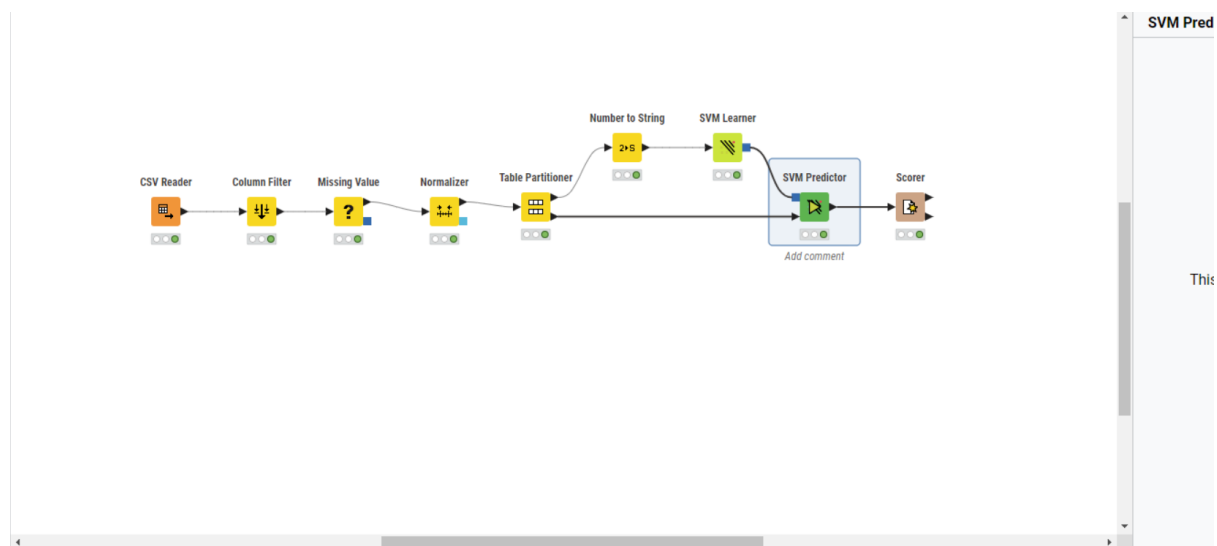 SVM Pred
Number to String
SVM Learner
CSV Reader
Column Filter
Missing Value
Normalizer
Table Partitioner
SVM Predictor
Scorer
?
2▸S
Add comment
This